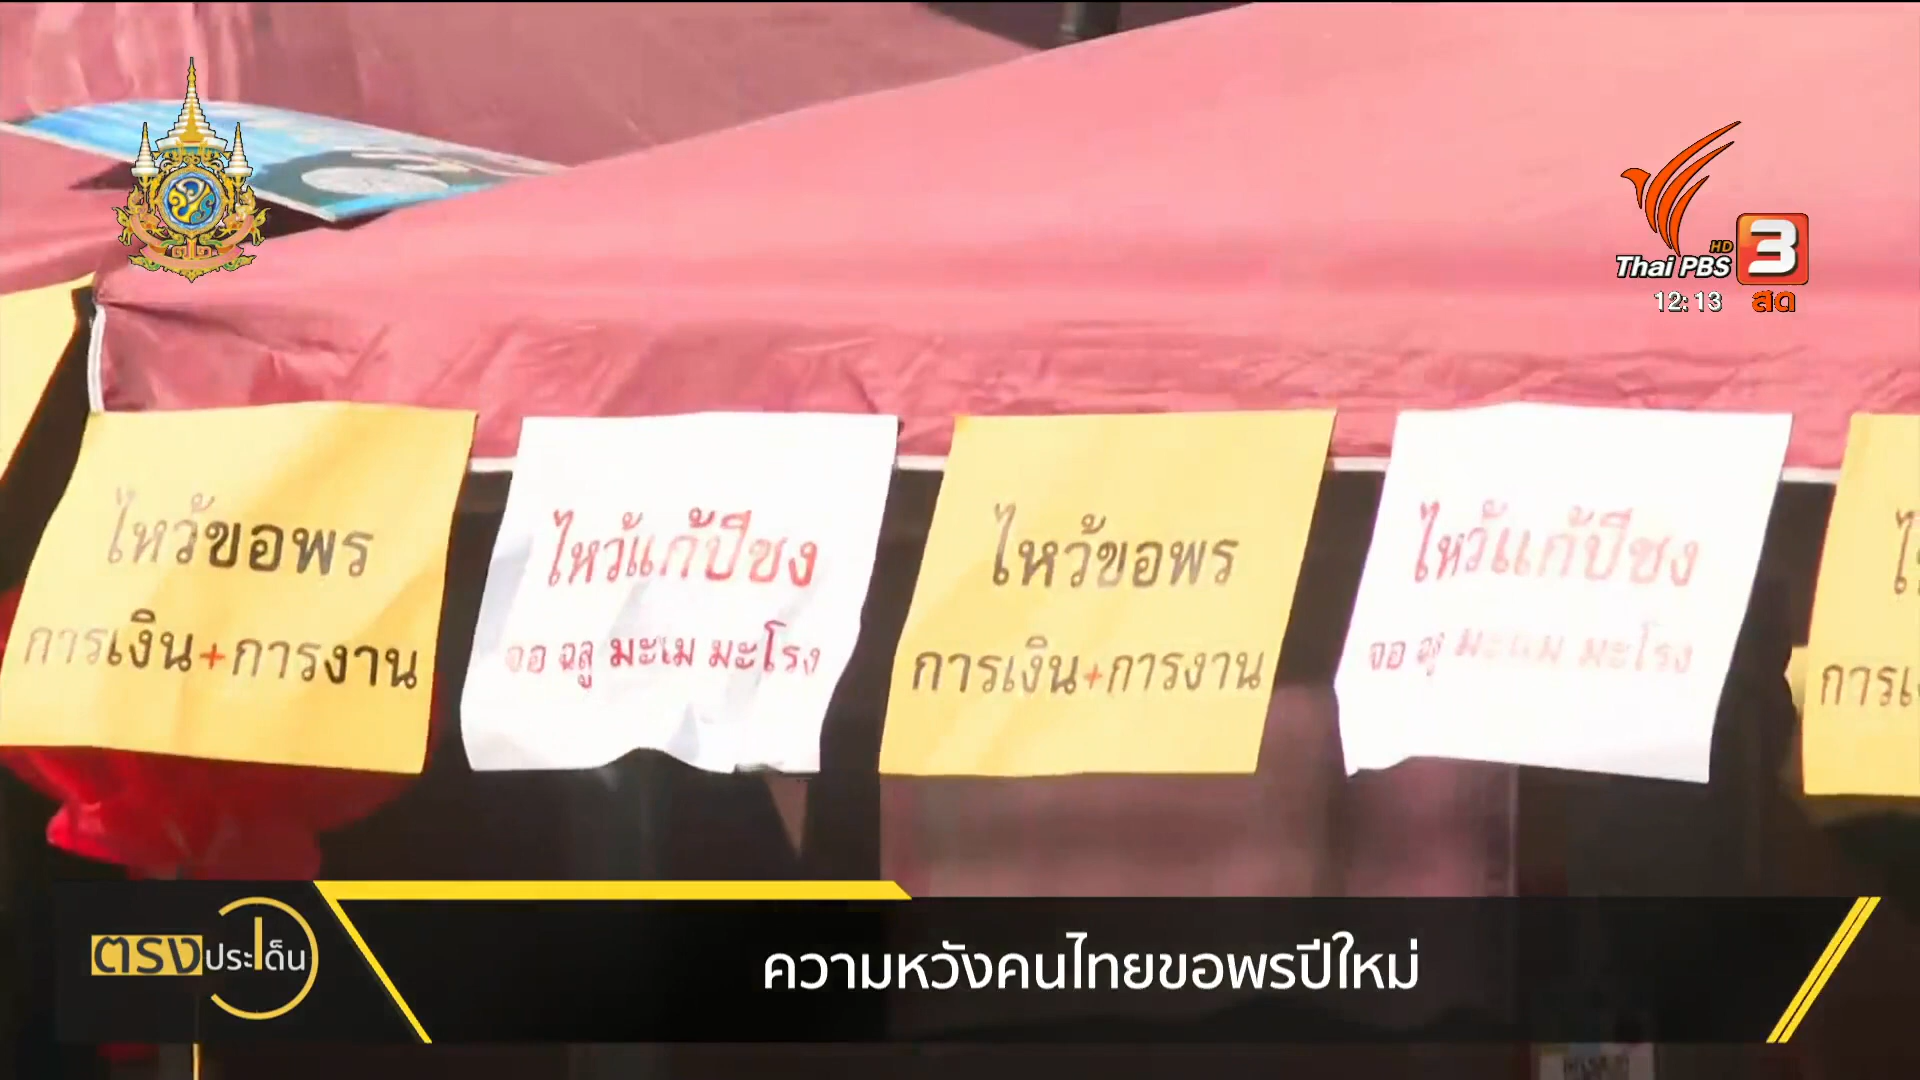 Thai PBS HD 3
12:13 สด
ไหว้ขอพร
การเงิน+การงาน
ไหว้แก้ปีชง
จอ ฉลู มะเม มะโรง
ไหว้ขอพร
การเงิน+การงาน
ไหว้แก้ปีชง
จอ ฉลู มะเม มะโรง
ตรงประเด็น
ความหวังคนไทยขอพรปีใหม่